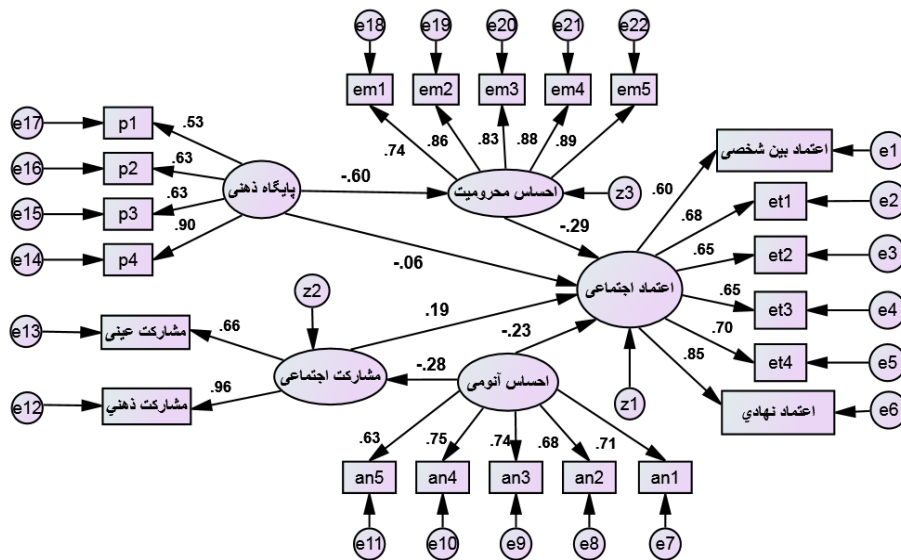 e18
e19
e20
e21
e22
em1
em2
em3
em4
em5
.74
.86
.83
.88
.89
e17
p1
.53
e16
p2
.63
e15
p3
.63
e14
p4
.90
پایگاه ذهنی
-.60
احساس محرومیت
z3
-.29
-.06
اعتماد بین شخصی
e1
.60
et1
e2
.68
et2
e3
.65
اعتماد اجتماعی
et3
e4
.65
et4
e5
.70
اعتماد نهادي
e6
.85
z1
z2
.19
-.23
e13
مشارکت عینی
.66
مشارکت اجتماعی
-.28
احساس آنومی
e12
مشارکت ذهني
.96
.63
.75
.74
.68
.71
an5
an4
an3
an2
an1
e11
e10
e9
e8
e7